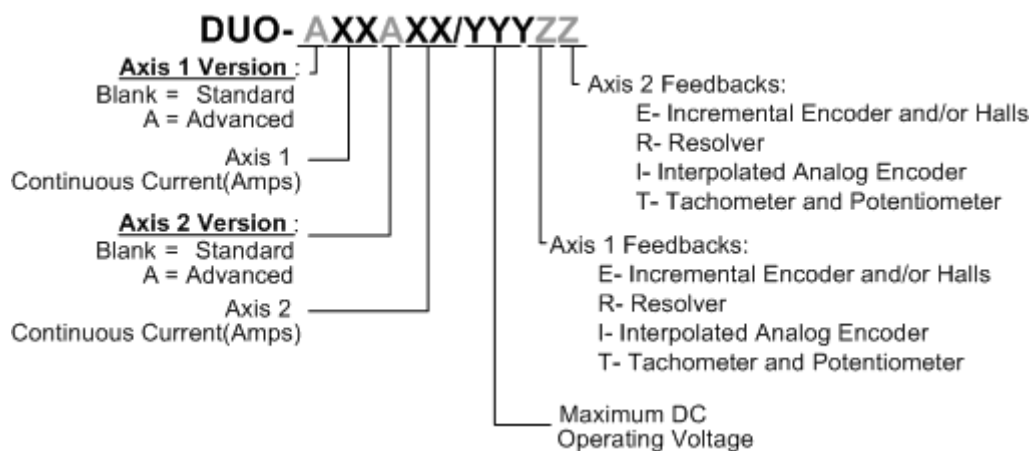 DUO- AXXAXX/YYYZZ
Axis 1 Version :
Blank = Standard
A = Advanced
Axis 1
Continuous Current(Amps)
Axis 2 Version :
Blank = Standard
A = Advanced
Axis 2
Continuous Current(Amps)
Axis 2 Feedbacks:
E- Incremental Encoder and/or Halls
R- Resolver
I- Interpolated Analog Encoder
T- Tachometer and Potentiometer
Axis 1 Feedbacks:
E- Incremental Encoder and/or Halls
R- Resolver
I- Interpolated Analog Encoder
T- Tachometer and Potentiometer
Maximum DC
Operating Voltage